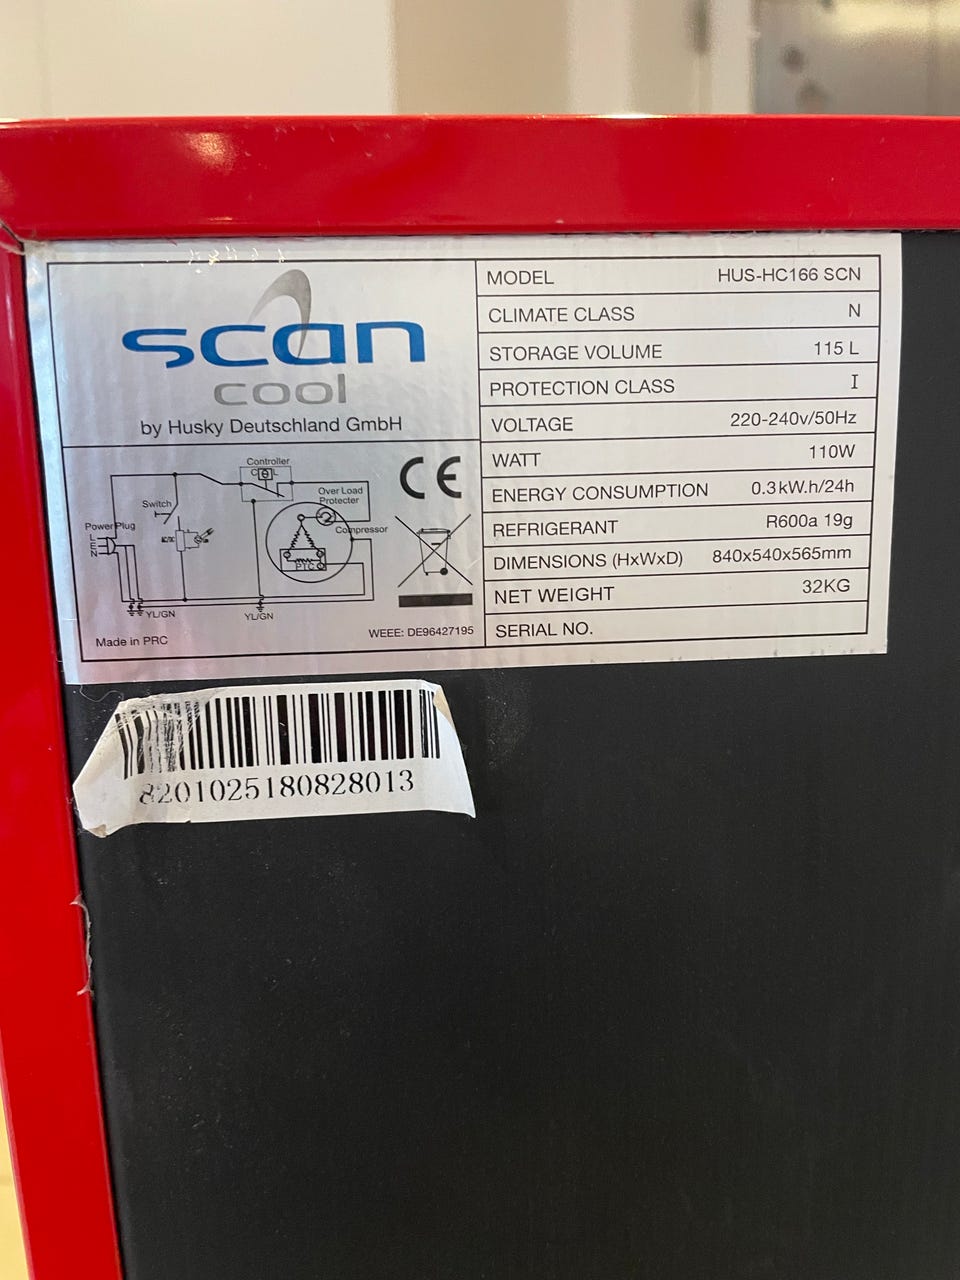 scan
cool
by Husky Deutschland GmbH
MODEL HUS-HC166 SCN
CLIMATE CLASS N
STORAGE VOLUME 115 L
PROTECTION CLASS I
VOLTAGE 220-240v/50Hz
WATT 110W
ENERGY CONSUMPTION 0.3kW.h/24h
REFRIGERANT R600a 19g
DIMENSIONS (HxWxD) 840x540x565mm
NET WEIGHT 32KG
SERIAL NO.
Controller
C L
Switch
Over Load
Protecter
Power Plug
Compressor
L
E
N
PTC
YL/GN
YL/GN
CE
Made in PRC
WEEE: DE96427195
8201025180828013